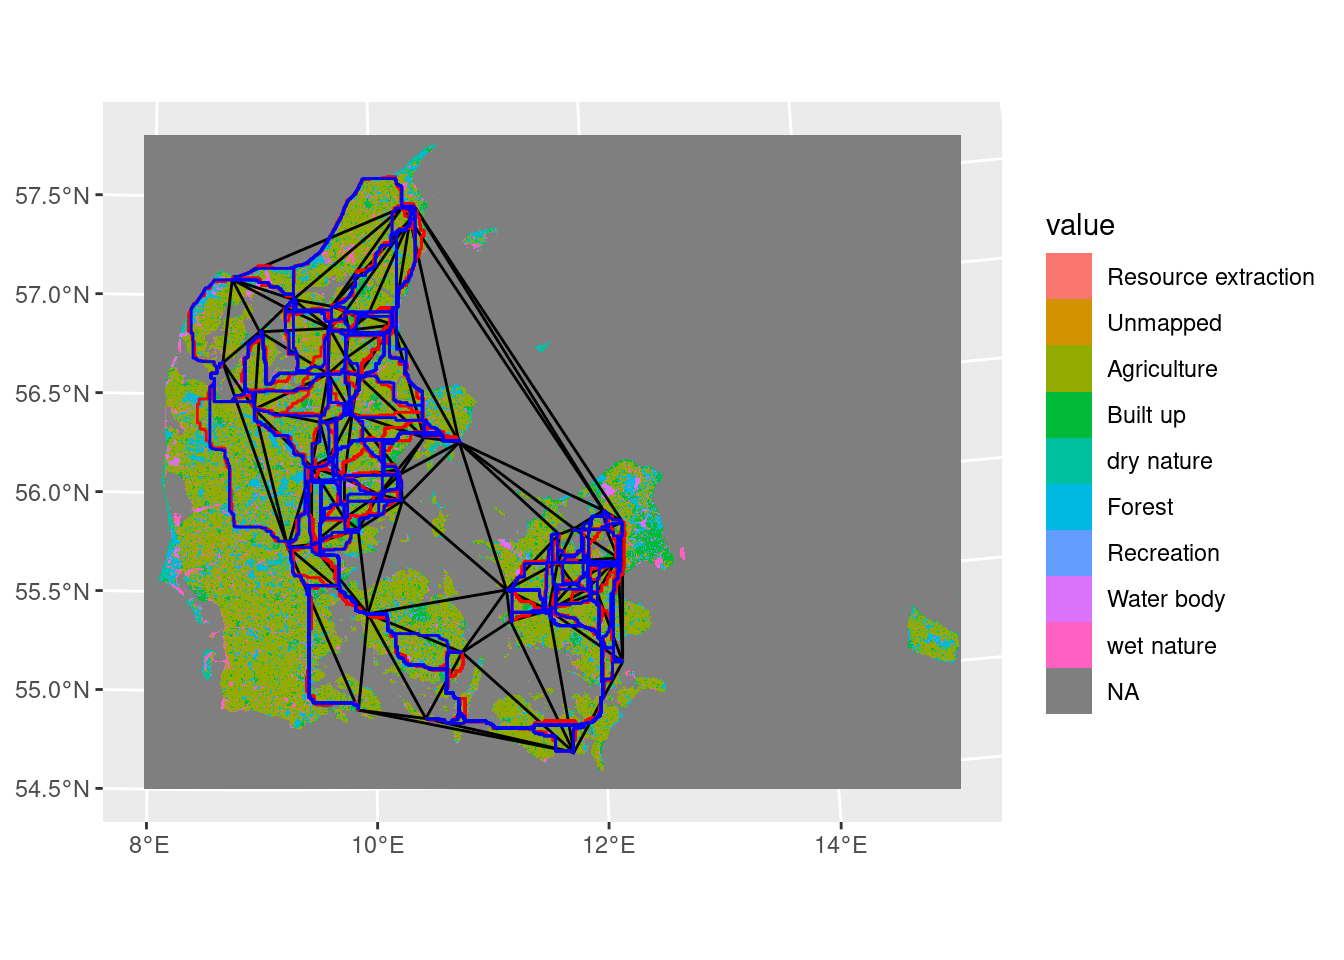 57.5°N
57.0°N
56.5°N
56.0°N
55.5°N
55.0°N
54.5°N
8°E
10°E
12°E
14°E
value
Resource extraction
Unmapped
Agriculture
Built up
dry nature
Forest
Recreation
Water body
wet nature
NA